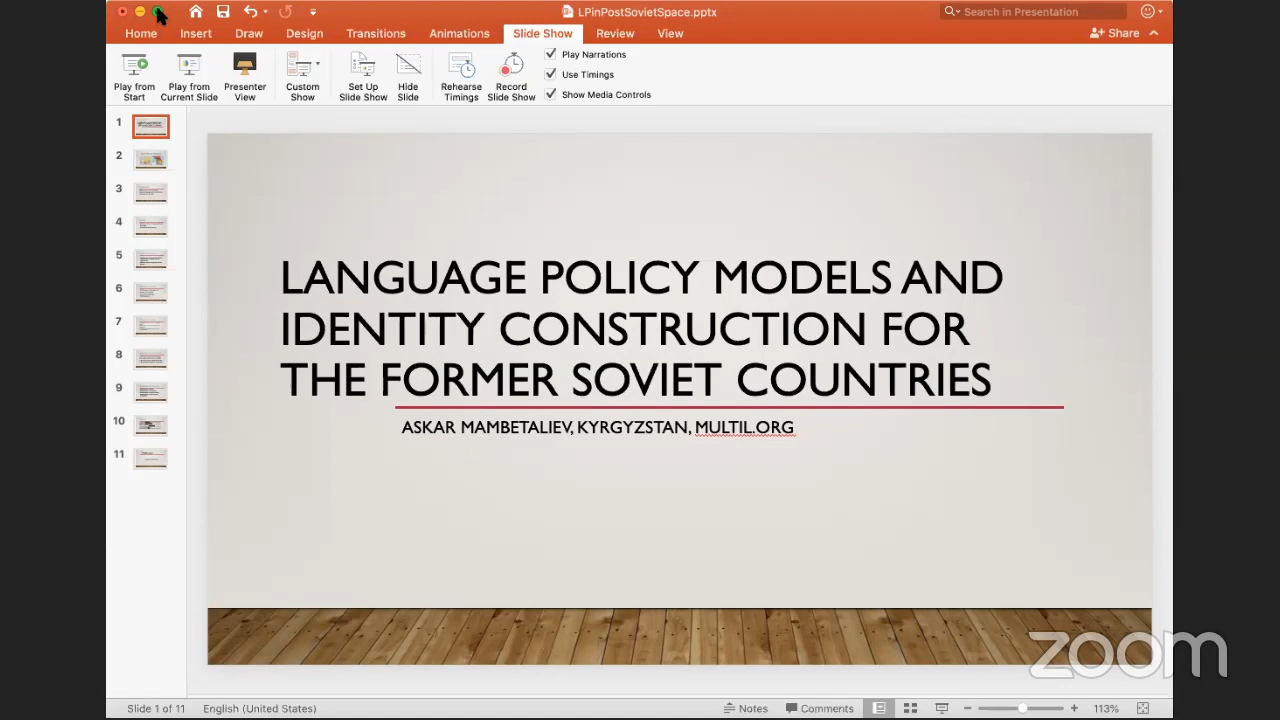 LPinPostSovietSpace.pptx
Search in Presentation
Home Insert Draw Design Transitions Animations Slide Show Review View Share
Play from Start
Play from Current Slide
Presenter View
Custom Show
Set Up Slide Show
Hide Slide
Rehearse Timings
Record Slide Show
Play Narrations
Use Timings
Show Media Controls
1
2
3
4
5
6
7
8
9
10
11
LANGUAGE POLICY MODELS AND
IDENTITY CONSTRUCTION FOR
THE FORMER SOVIET COUNTRIES
ASKAR MAMBETALIEV, KYRGYZSTAN, MULTIL.ORG
zoom
Slide 1 of 11 English (United States) Notes Comments 113%